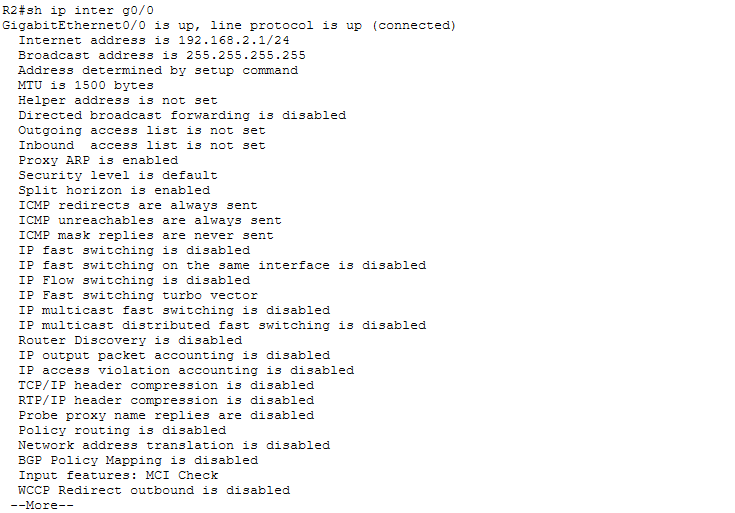 R2#sh ip inter g0/0
GigabitEthernet0/0 is up, line protocol is up (connected)
Internet address is 192.168.2.1/24
Broadcast address is 255.255.255.255
Address determined by setup command
MTU is 1500 bytes
Helper address is not set
Directed broadcast forwarding is disabled
Outgoing access list is not set
Inbound  access list is not set
Proxy ARP is enabled
Security level is default
Split horizon is enabled
ICMP redirects are always sent
ICMP unreachables are always sent
ICMP mask replies are never sent
IP fast switching is disabled
IP fast switching on the same interface is disabled
IP Flow switching is disabled
IP Fast switching turbo vector
IP multicast fast switching is disabled
IP multicast distributed fast switching is disabled
Router Discovery is disabled
IP output packet accounting is disabled
IP access violation accounting is disabled
TCP/IP header compression is disabled
RTP/IP header compression is disabled
Probe proxy name replies are disabled
Policy routing is disabled
Network address translation is disabled
BGP Policy Mapping is disabled
Input features: MCI Check
WCCP Redirect outbound is disabled
--More--